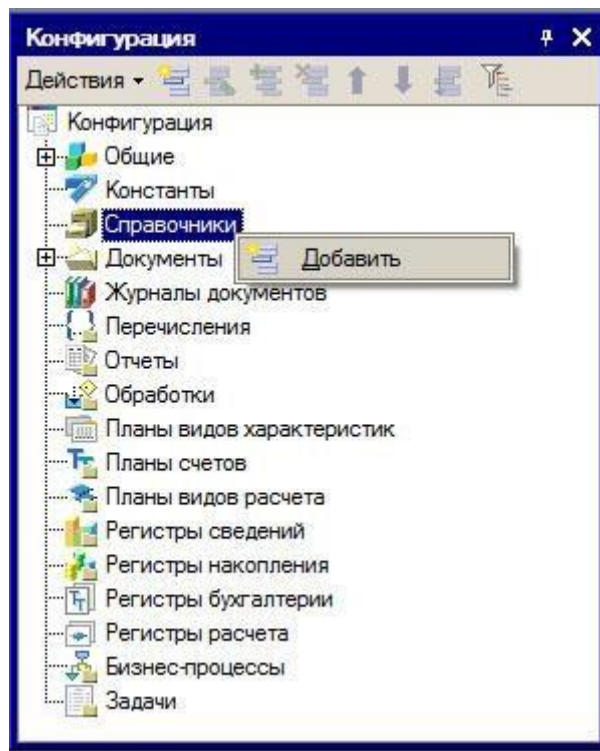 Конфигурация
Действия
Конфигурация
Общие
Константы
Справочники
Документы
Добавить
Журналы документов
Перечисления
Отчеты
Обработки
Планы видов характеристик
Планы счетов
Планы видов расчета
Регистры сведений
Регистры накопления
Регистры бухгалтерии
Регистры расчета
Бизнес-процессы
Задачи